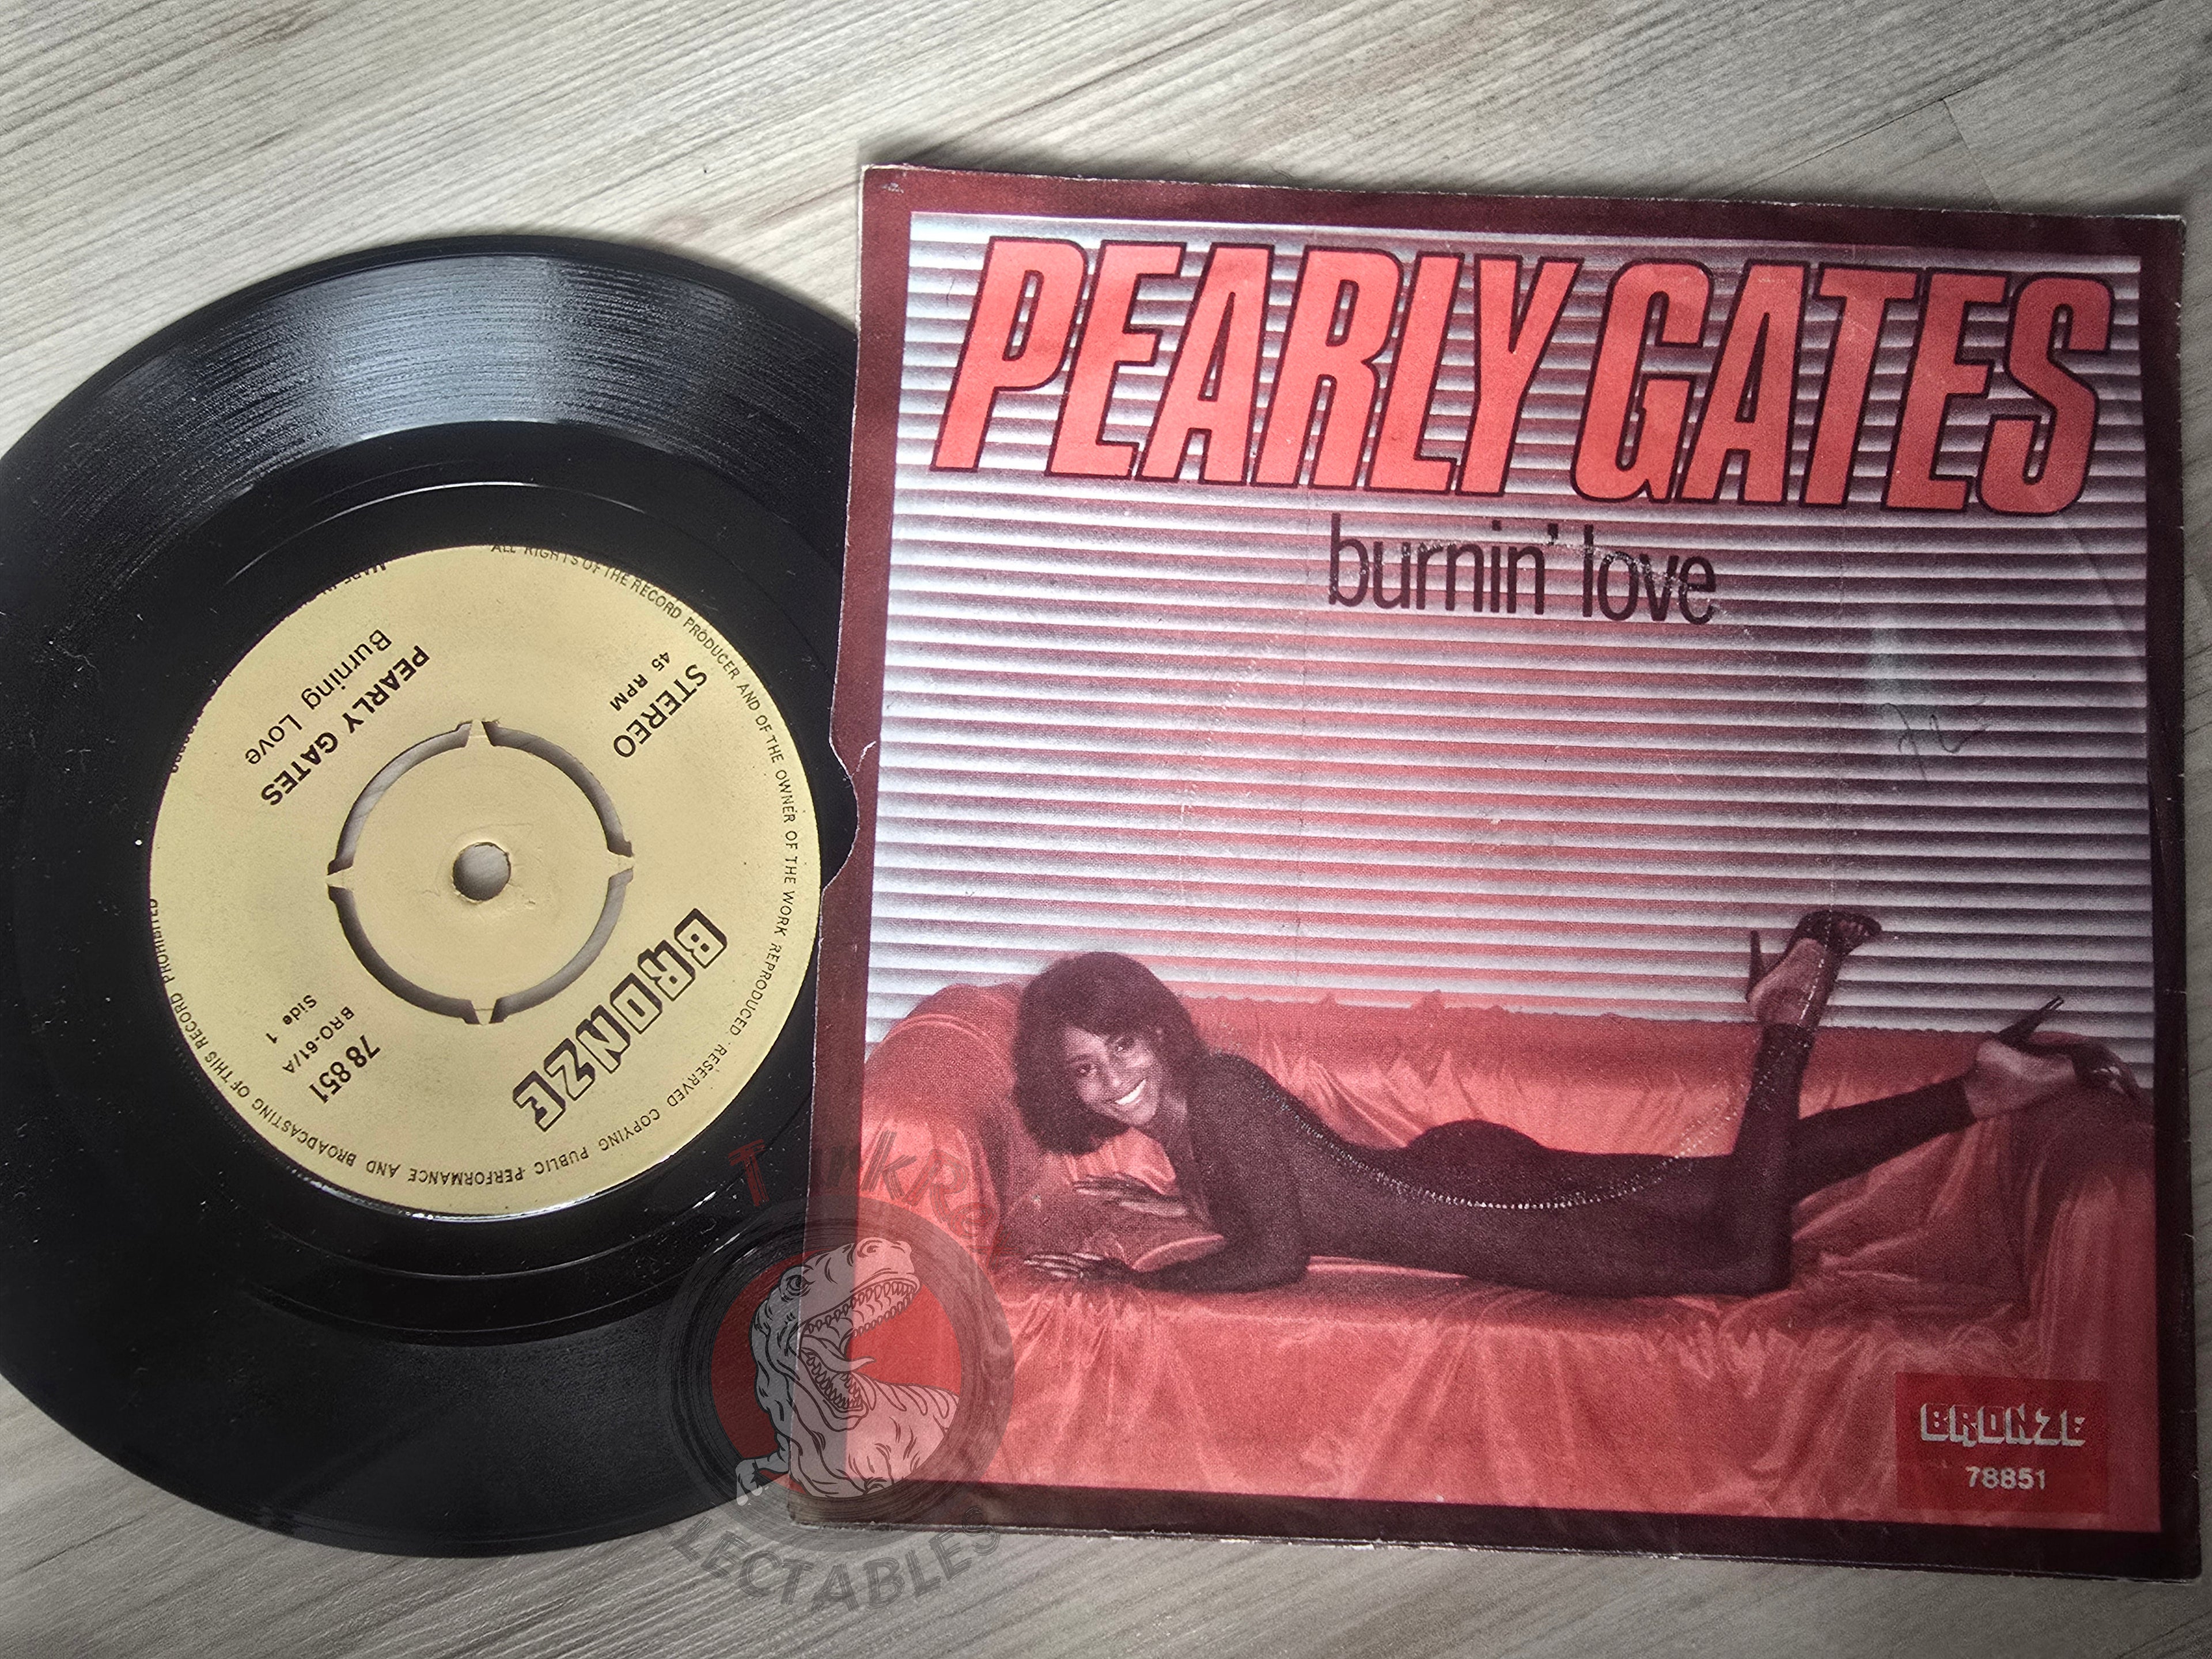 PEARLY GATES
burnin' love
BRONZE
78851
BRONZE
STEREO
45 RPM
78 851
BRO-61/A
Side 1
PEARLY GATES
Burning Love
ALL RIGHTS OF THE RECORD PRODUCER AND OF THE OWNER OF THE WORK REPRODUCED RESERVED COPYING PUBLIC PERFORMANCE AND BROADCASTING OF THIS RECORD PROHIBITED